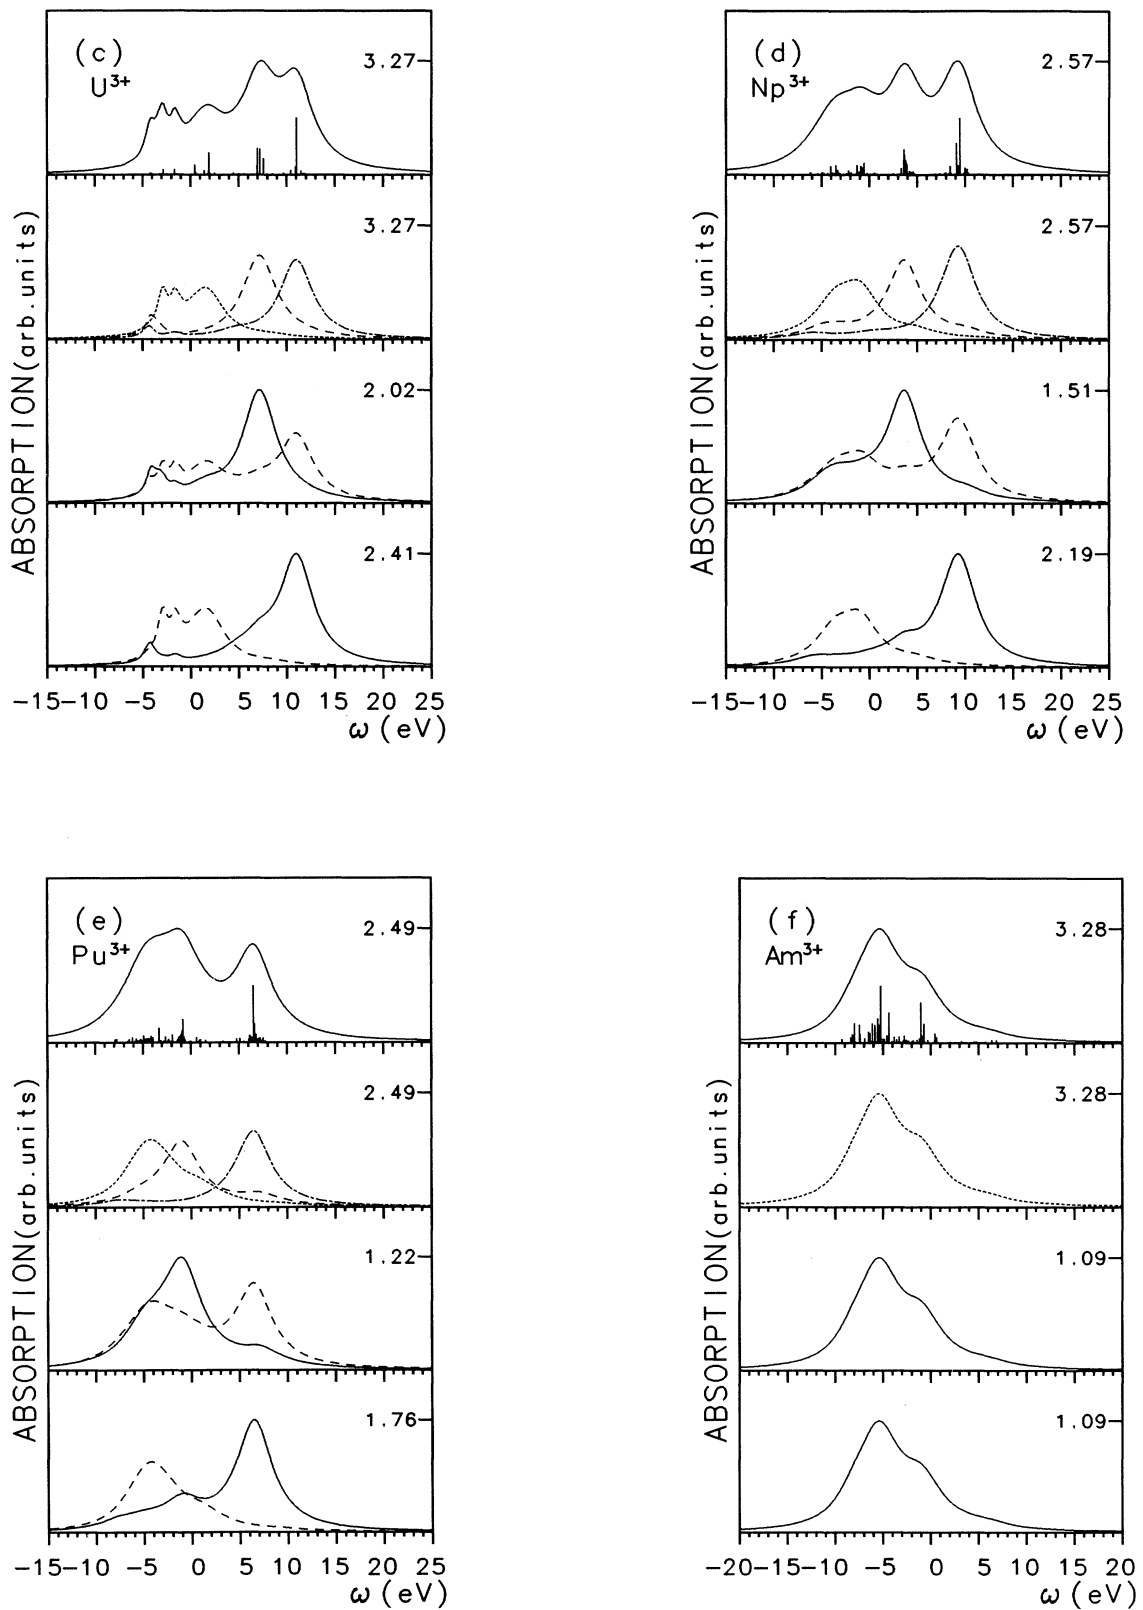 (c)
U³⁺
3.27
3.27
2.02
2.41
ABSORPTION(arb.units)
-15-10 -5 0 5 10 15 20 25
ω (eV)
(d)
Np³⁺
2.57
2.57
1.51
2.19
ABSORPTION(arb.units)
-15-10 -5 0 5 10 15 20 25
ω (eV)
(e)
Pu³⁺
2.49
2.49
1.22
1.76
ABSORPTION(arb.units)
-15-10 -5 0 5 10 15 20 25
ω (eV)
(f)
Am³⁺
3.28
3.28
1.09
1.09
ABSORPTION(arb.units)
-20-15-10 -5 0 5 10 15 20
ω (eV)